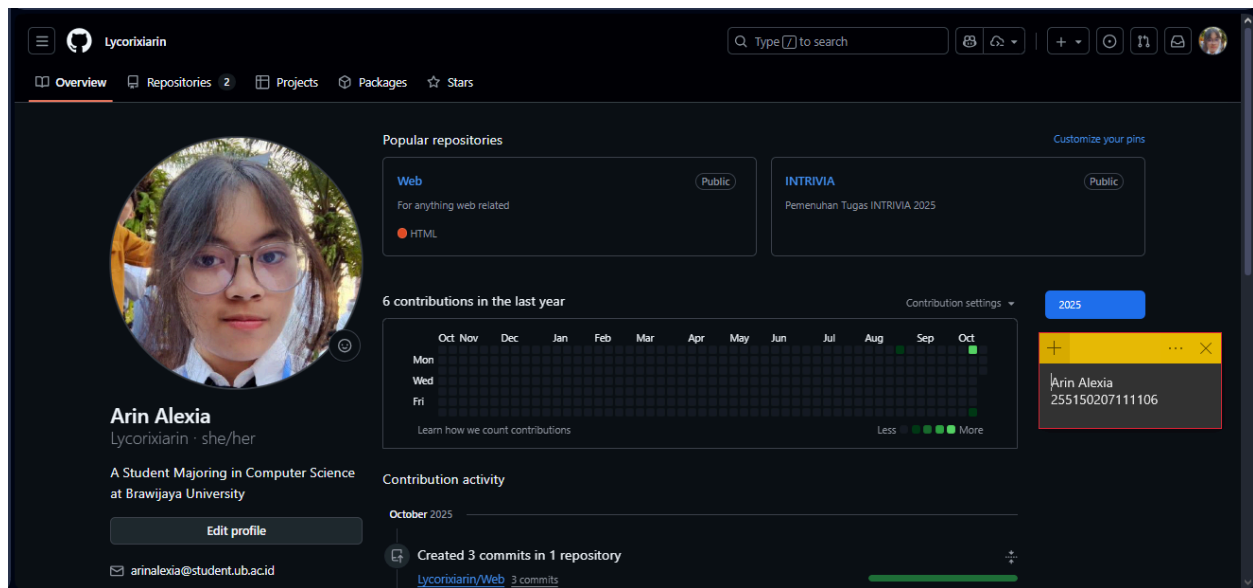 Lycorixiarin
Type / to search
Overview
Repositories 2
Projects
Packages
Stars
Popular repositories
Customize your pins
Web
Public
For anything web related
HTML
INTRIVIA
Public
Pemenuhan Tugas INTRIVIA 2025
6 contributions in the last year
Contribution settings
2025
Oct Nov Dec Jan Feb Mar Apr May Jun Jul Aug Sep Oct
Mon
Wed
Fri
Learn how we count contributions
Less More
Arin Alexia
255150207111106
Arin Alexia
Lycorixiarin · she/her
A Student Majoring in Computer Science
at Brawijaya University
Edit profile
arinalexia@student.ub.ac.id
Contribution activity
October 2025
Created 3 commits in 1 repository
Lycorixiarin/Web 3 commits